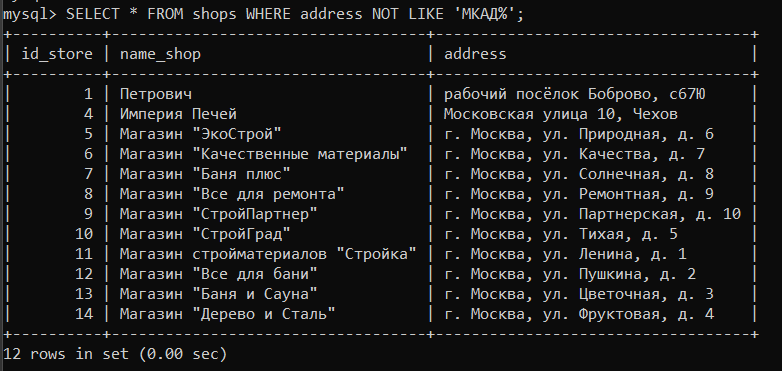 mysql> SELECT * FROM shops WHERE address NOT LIKE 'МКАД%';
+----------+-----------------------------------+----------------------------------+
| id_store | name_shop                         | address                          |
+----------+-----------------------------------+----------------------------------+
|        1 | Петрович                          | рабочий посёлок Боброво, с67Ю    |
|        4 | Империя Печей                     | Московская улица 10, Чехов       |
|        5 | Магазин "ЭкоСтрой"                | г. Москва, ул. Природная, д. 6   |
|        6 | Магазин "Качественные материалы"  | г. Москва, ул. Качества, д. 7    |
|        7 | Магазин "Баня плюс"               | г. Москва, ул. Солнечная, д. 8   |
|        8 | Магазин "Все для ремонта"         | г. Москва, ул. Ремонтная, д. 9   |
|        9 | Магазин "СтройПартнер"            | г. Москва, ул. Партнерская, д. 10 |
|       10 | Магазин "СтройГрад"               | г. Москва, ул. Тихая, д. 5       |
|       11 | Магазин стройматериалов "Стройка" | г. Москва, ул. Ленина, д. 1      |
|       12 | Магазин "Все для бани"            | г. Москва, ул. Пушкина, д. 2     |
|       13 | Магазин "Баня и Сауна"            | г. Москва, ул. Цветочная, д. 3   |
|       14 | Магазин "Дерево и Сталь"          | г. Москва, ул. Фруктовая, д. 4   |
+----------+-----------------------------------+----------------------------------+
12 rows in set (0.00 sec)